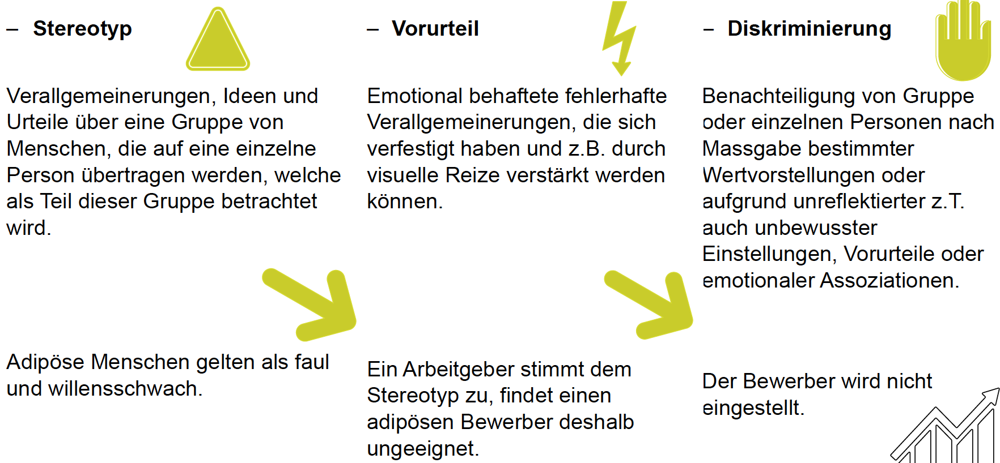 – Stereotyp
Verallgemeinerungen, Ideen und
Urteile über eine Gruppe von
Menschen, die auf eine einzelne
Person übertragen werden, welche
als Teil dieser Gruppe betrachtet
wird.
Adipöse Menschen gelten als faul
und willensschwach.
– Vorurteil
Emotional behaftete fehlerhafte
Verallgemeinerungen, die sich
verfestigt haben und z.B. durch
visuelle Reize verstärkt werden
können.
Ein Arbeitgeber stimmt dem
Stereotyp zu, findet einen
adipösen Bewerber deshalb
ungeeignet.
– Diskriminierung
Benachteiligung von Gruppe
oder einzelnen Personen nach
Massgabe bestimmter
Wertvorstellungen oder
aufgrund unreflektierter z.T.
auch unbewusster
Einstellungen, Vorurteile oder
emotionaler Assoziationen.
Der Bewerber wird nicht
eingestellt.